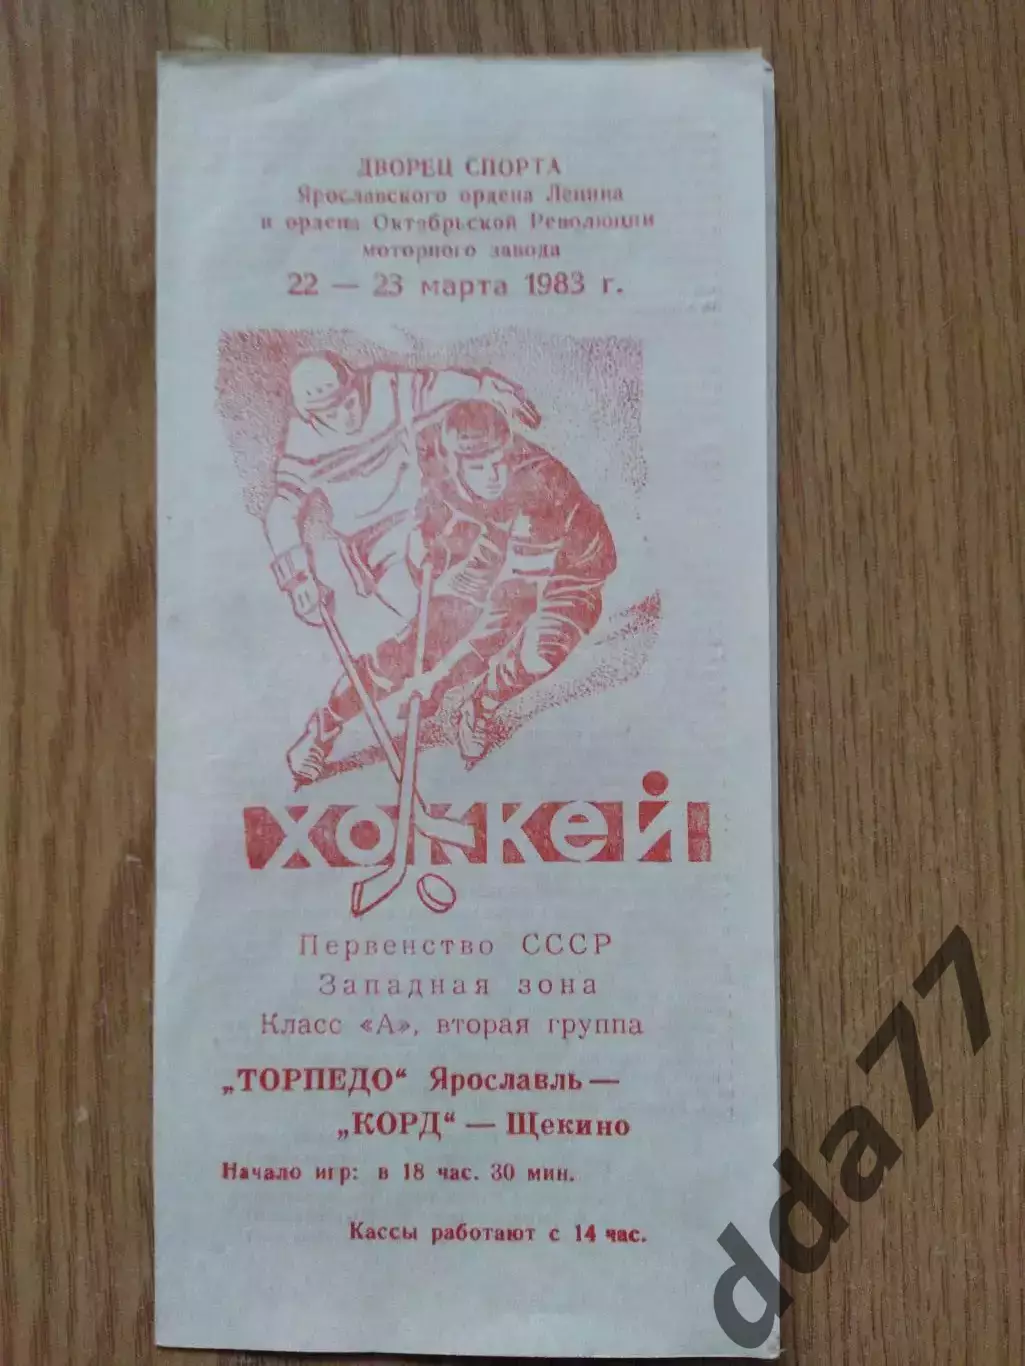 ДВОРЕЦ СПОРТА
Ярославского ордена Ленина
и ордена Октябрьской Революции
моторного завода
22 — 23 марта 1983 г.
ХОККЕЙ
Первенство СССР
Западная зона
Класс «А», вторая группа
„ТОРПЕДО“ Ярославль —
„КОРД“ — Щекино
Начало игр: в 18 час. 30 мин.
Кассы работают с 14 час.
dda77